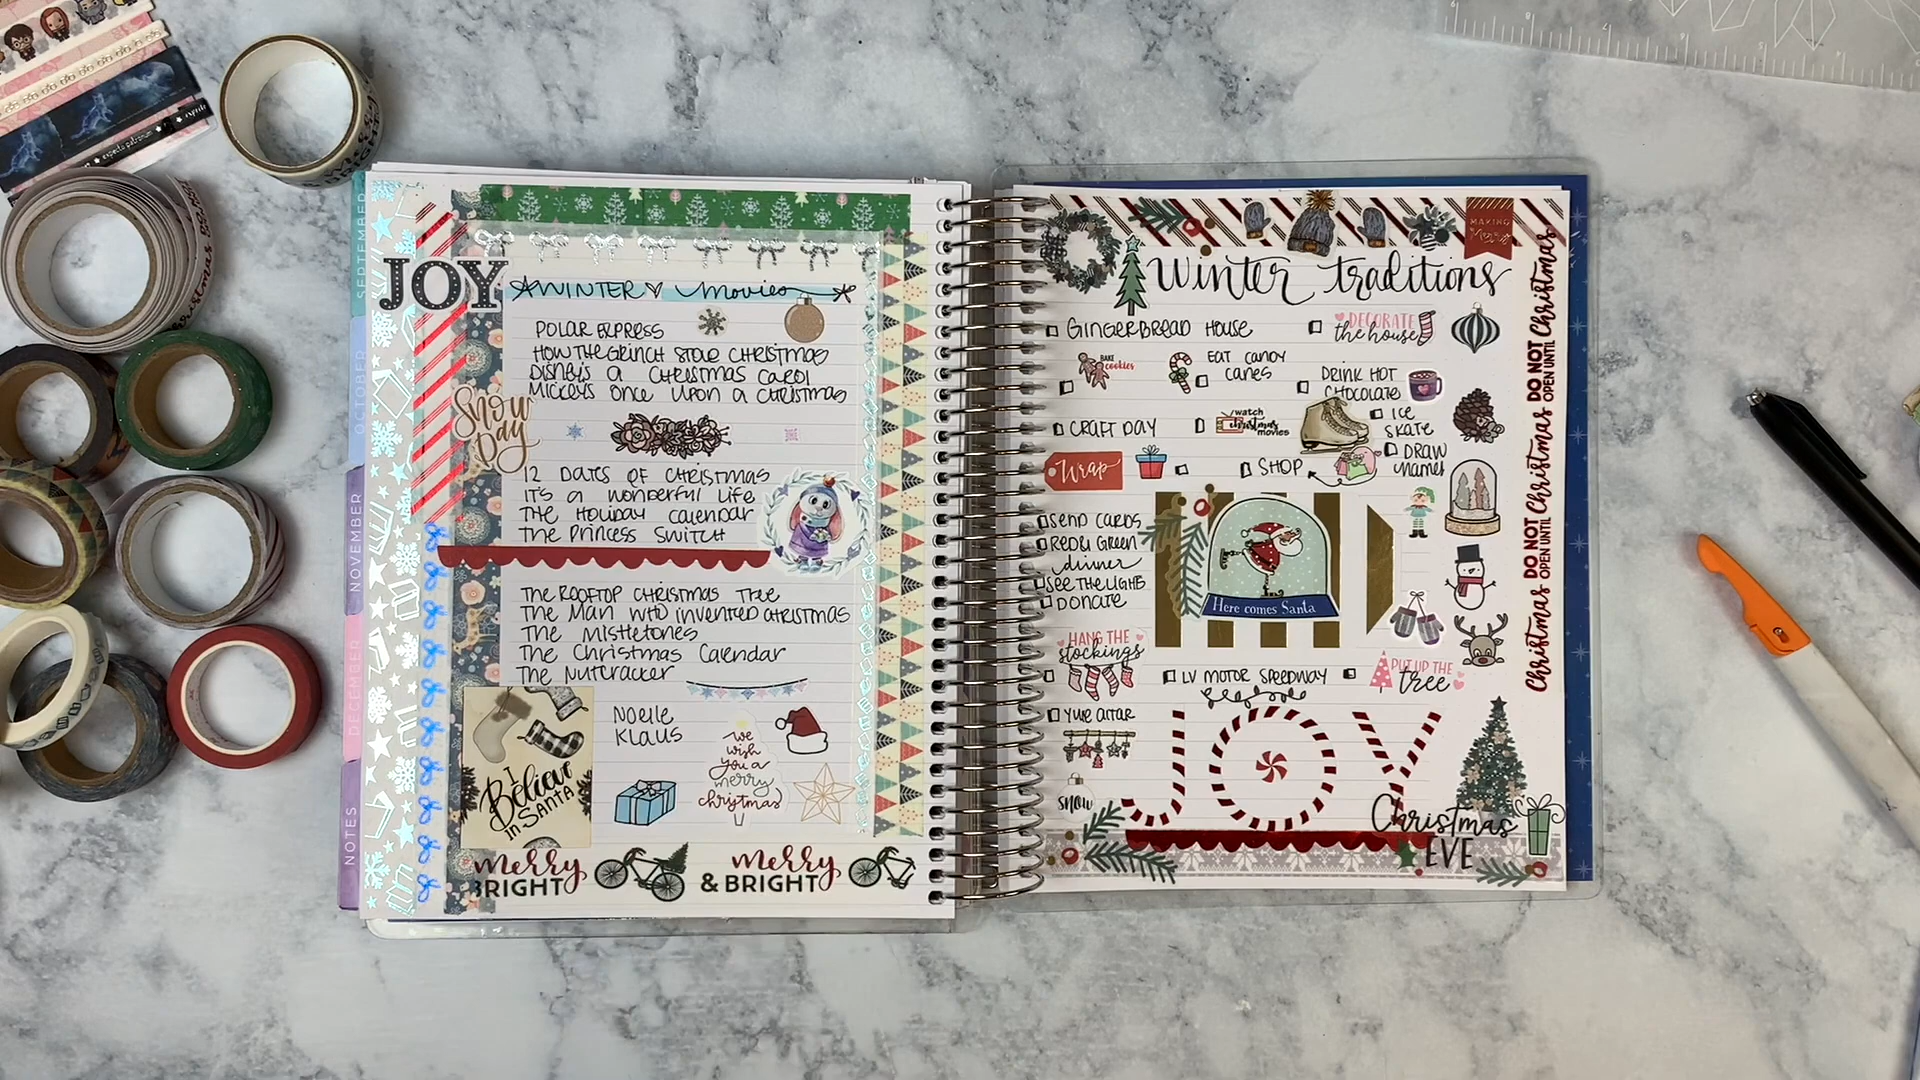 expecto patronum
SEPTEMBER
OCTOBER
NOVEMBER
DECEMBER
NOTES
JOY
WINTER movies
POLAR EXPRESS
HOW THE GRINCH STOLE CHRISTMAS
DISNEY'S A CHRISTMAS CAROL
MICKEYS ONCE UPON A CHRISTMAS
Snow
Day
12 DATES OF CHRISTMAS
IT'S A WONDERFUL LIFE
THE HOLIDAY CALENDAR
THE PRINCESS SWITCH
THE ROOFTOP CHRISTMAS TREE
THE MAN WHO INVENTED CHRISTMAS
THE MISTLETONES
THE CHRISTMAS CALENDAR
THE NUTCRACKER
NOELLE
KLAUS
we
wish
you a
merry
christmas
I
Believe
in SANTA
merry
BRIGHT
merry
& BRIGHT
MAKING
Merry
Winter traditions
GINGERBREAD HOUSE
DECORATE
the house
BAKE
cookies
EAT CANDY
CANES
DRINK HOT
CHOCOLATE
CRAFT DAY
watch
christmas
movies
ICE
SKATE
DRAW
names
Wrap
SHOP
SEND CARDS
RED & GREEN
dinner
SEE THE LIGHTS
DONATE
Here comes Santa
HANG THE
stockings
LV MOTOR SPEEDWAY
PUT UP THE
tree
YULE ALTAR
snow
JOY
Christmas
EVE
Christmas DO NOT OPEN UNTIL Christmas DO NOT OPEN UNTIL Christmas